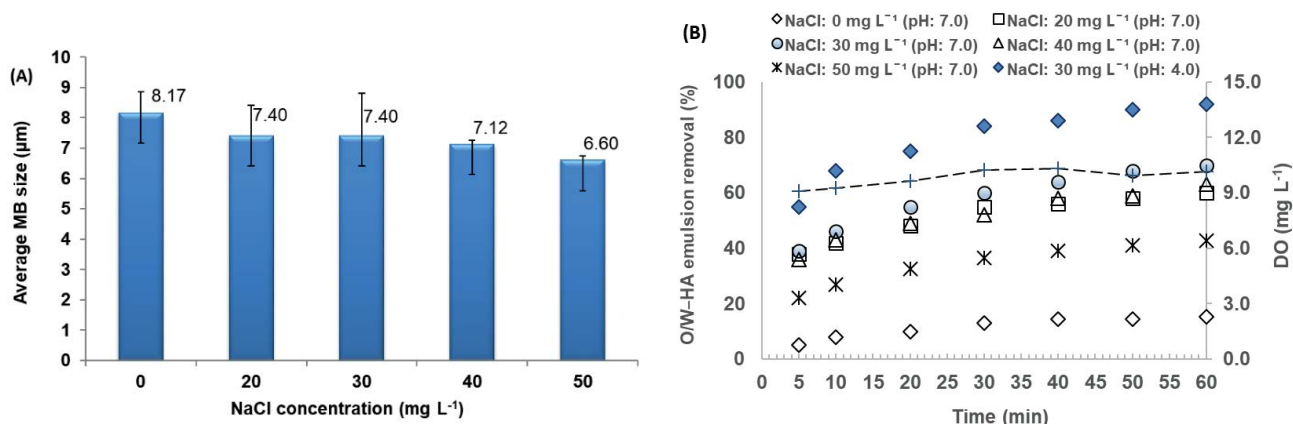 (A)
10
9
8
7
6
5
4
3
2
1
0
Average MB size (µm)
8.17
7.40
7.40
7.12
6.60
0 20 30 40 50
NaCl concentration (mg L⁻¹)
(B)
NaCl: 0 mg L⁻¹ (pH: 7.0) NaCl: 20 mg L⁻¹ (pH: 7.0)
NaCl: 30 mg L⁻¹ (pH: 7.0) NaCl: 40 mg L⁻¹ (pH: 7.0)
NaCl: 50 mg L⁻¹ (pH: 7.0) NaCl: 30 mg L⁻¹ (pH: 4.0)
100
80
60
40
20
0
O/W–HA emulsion removal (%)
15.0
12.0
9.0
6.0
3.0
0.0
DO (mg L⁻¹)
0 5 10 15 20 25 30 35 40 45 50 55 60
Time (min)